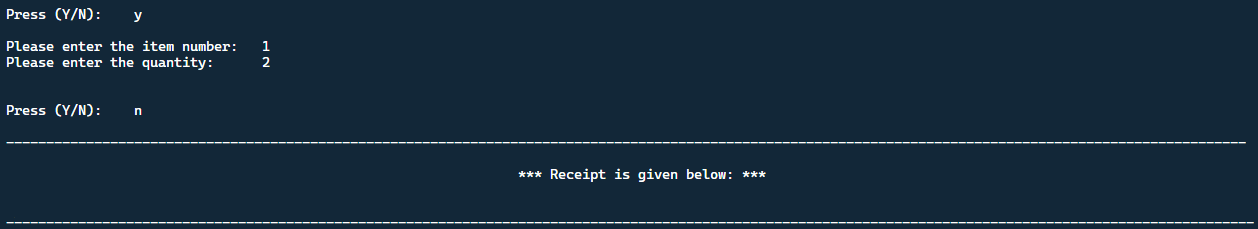 Press (Y/N):    y
Please enter the item number:   1
Please enter the quantity:      2
Press (Y/N):    n
*** Receipt is given below: ***